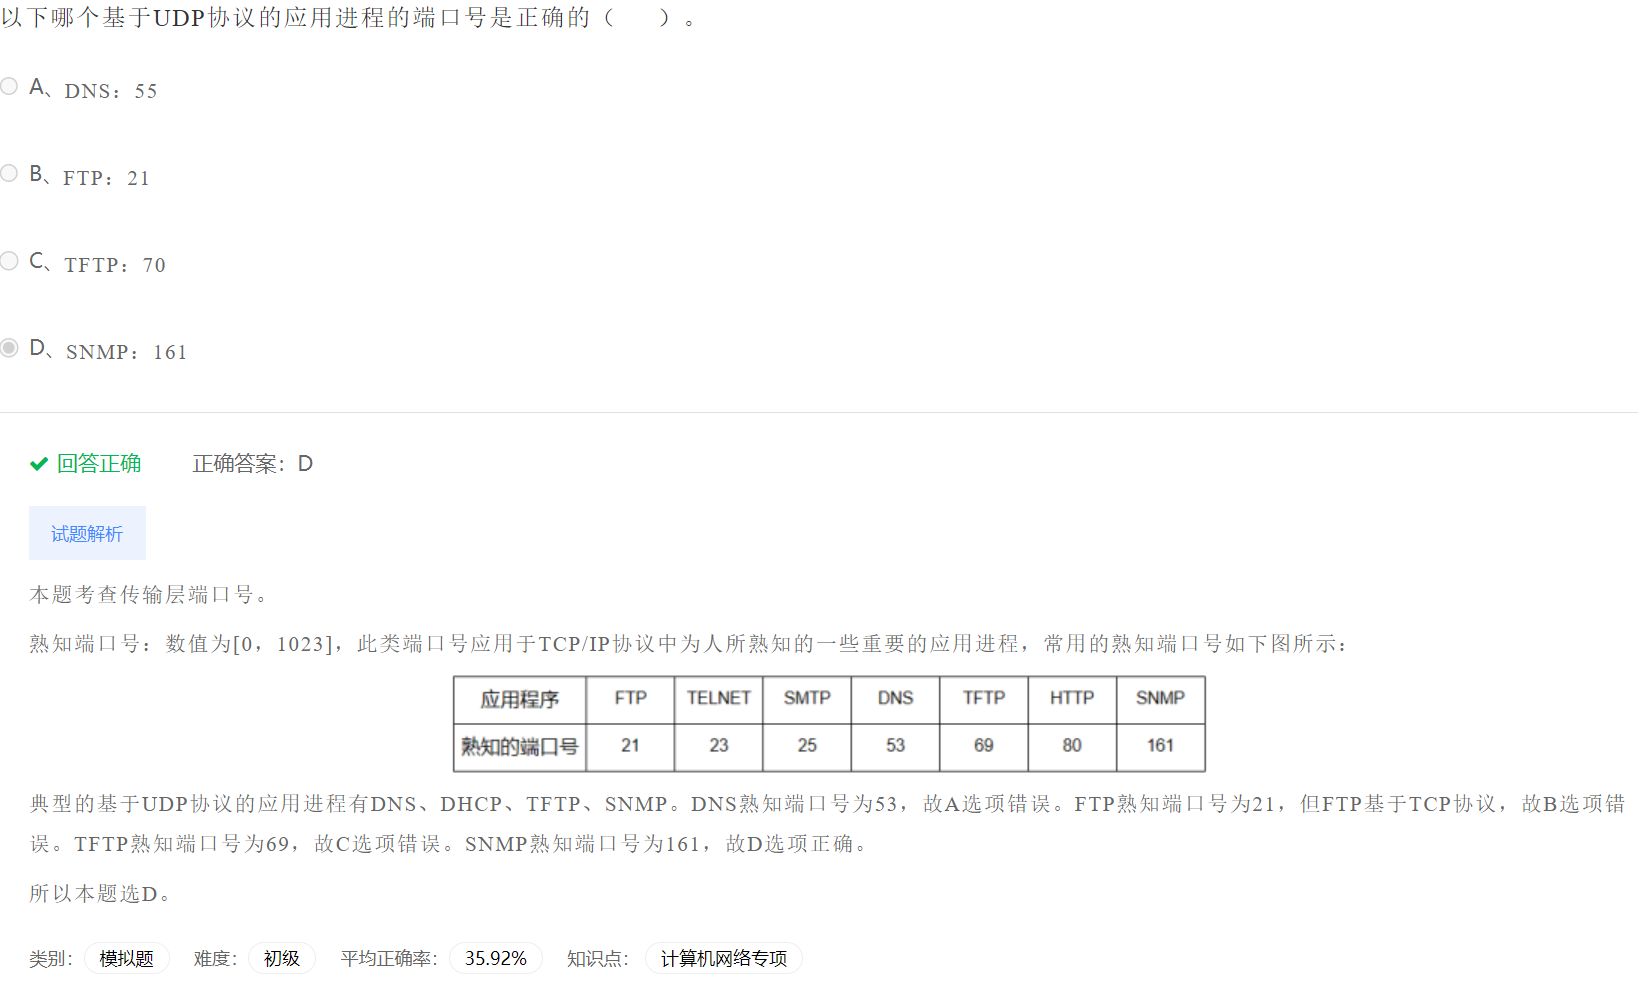 以下哪个基于UDP协议的应用进程的端口号是正确的（　　）。
A、DNS：55
B、FTP：21
C、TFTP：70
D、SNMP：161
回答正确 正确答案：D
试题解析
本题考查传输层端口号。
熟知端口号：数值为[0，1023]，此类端口号应用于TCP/IP协议中为人所熟知的一些重要的应用进程，常用的熟知端口号如下图所示：
应用程序 FTP TELNET SMTP DNS TFTP HTTP SNMP
熟知的端口号 21 23 25 53 69 80 161
典型的基于UDP协议的应用进程有DNS、DHCP、TFTP、SNMP。DNS熟知端口号为53，故A选项错误。FTP熟知端口号为21，但FTP基于TCP协议，故B选项错
误。TFTP熟知端口号为69，故C选项错误。SNMP熟知端口号为161，故D选项正确。
所以本题选D。
类别： 模拟题 难度： 初级 平均正确率： 35.92% 知识点： 计算机网络专项